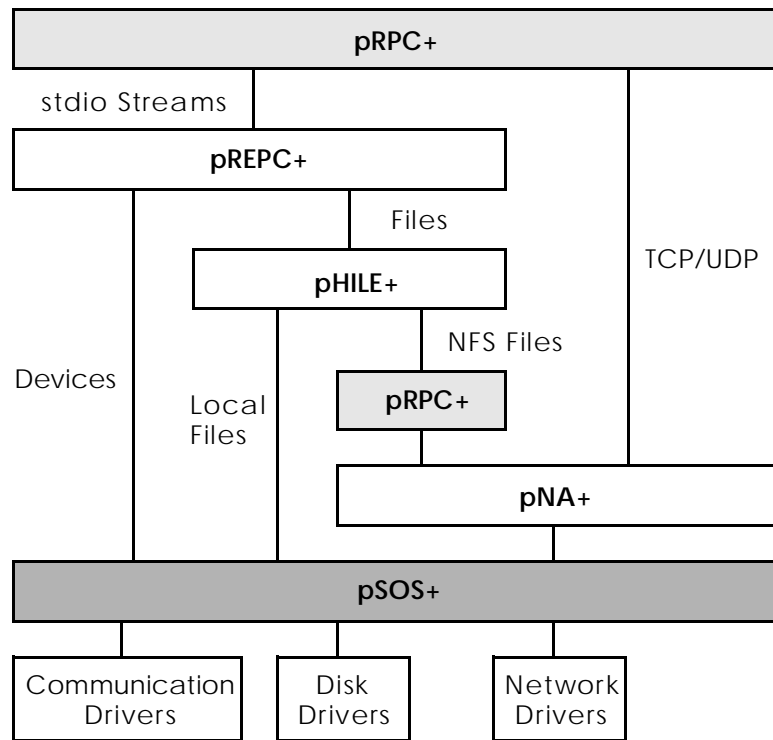 pRPC+
stdio Streams
pREPC+
Files
TCP/UDP
pHILE+
NFS Files
Devices
Local
Files
pRPC+
pNA+
pSOS+
Communication
Drivers
Disk
Drivers
Network
Drivers